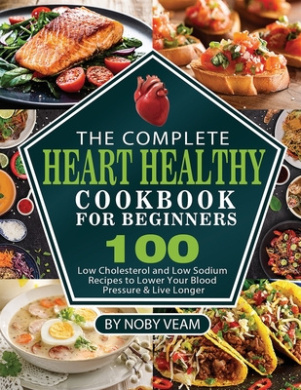 THE COMPLETE
HEART HEALTHY
COOKBOOK
FOR BEGINNERS
100
Low Cholesterol and Low Sodium
Recipes to Lower Your Blood
Pressure & Live Longer
BY NOBY VEAM